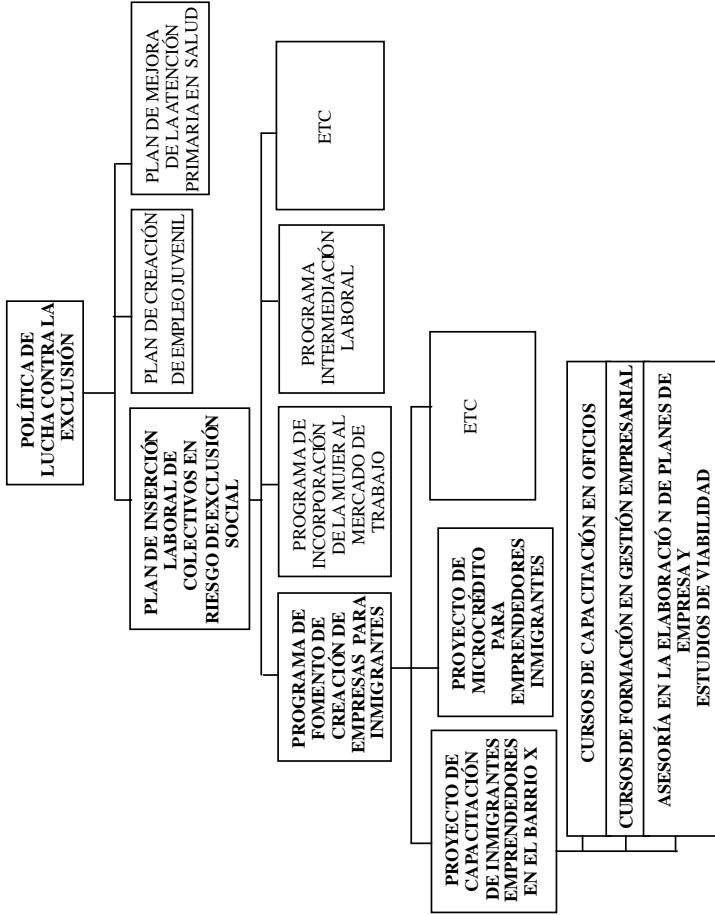 POLÍTICA DE
LUCHA CONTRA LA
EXCLUSIÓN
PLAN DE INSERCIÓN
LABORAL DE
COLECTIVOS EN
RIESGO DE EXCLUSIÓN
SOCIAL
PLAN DE CREACIÓN
DE EMPLEO JUVENIL
PLAN DE MEJORA
DE LA ATENCIÓN
PRIMARIA EN SALUD
PROGRAMA DE
FOMENTO DE
CREACIÓN DE
EMPRESAS PARA
INMIGRANTES
PROGRAMA DE
INCORPORACIÓN
DE LA MUJER AL
MERCADO DE
TRABAJO
PROGRAMA
INTERMEDIACIÓN
LABORAL
ETC
PROYECTO DE
CAPACITACIÓN
DE INMIGRANTES
EMPRENDEDORES
EN EL BARRIO X
PROYECTO DE
MICROCRÉDITO
PARA
EMPRENDEDORES
INMIGRANTES
ETC
CURSOS DE CAPACITACIÓN EN OFICIOS
CURSOS DE FORMACIÓN EN GESTIÓN EMPRESARIAL
ASESORÍA EN LA ELABORACIÓN DE PLANES DE
EMPRESA Y
ESTUDIOS DE VIABILIDAD